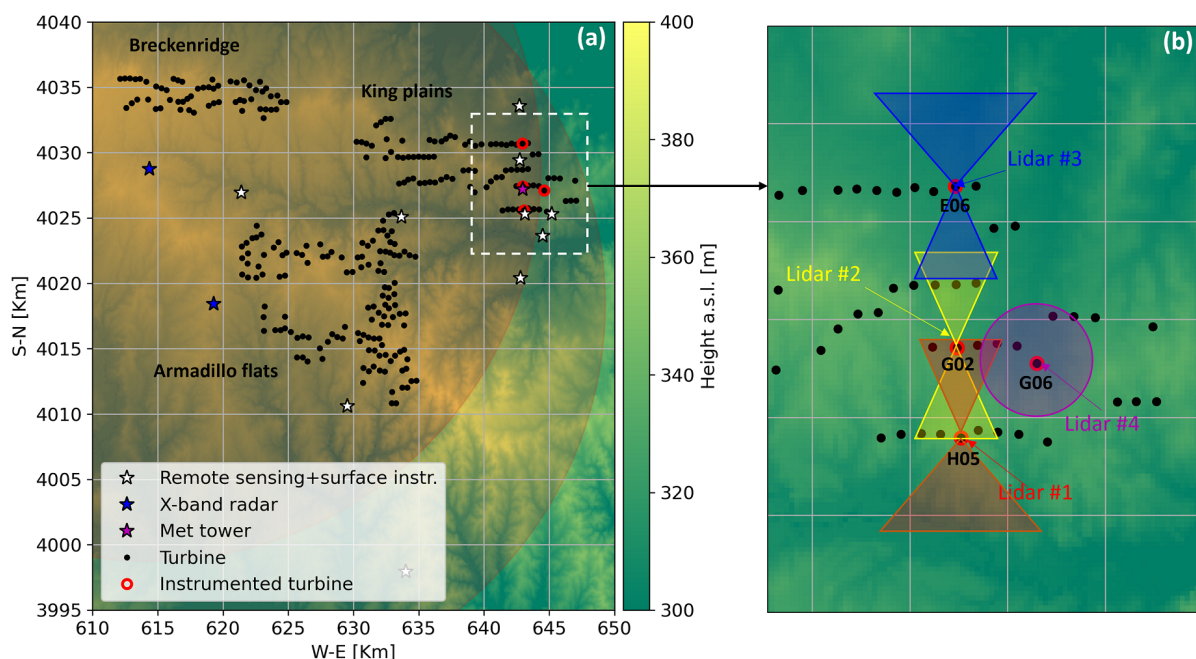 (a)
Breckenridge
King plains
Armadillo flats
4040
4035
4030
4025
4020
4015
4010
4005
4000
3995
S-N [Km]
610 615 620 625 630 635 640 645 650
W-E [Km]
Remote sensing+surface instr.
X-band radar
Met tower
Turbine
Instrumented turbine
400
380
360
340
320
300
Height a.s.l. [m]
(b)
Lidar #3
E06
Lidar #2
G02
G06
Lidar #4
H05
Lidar #1